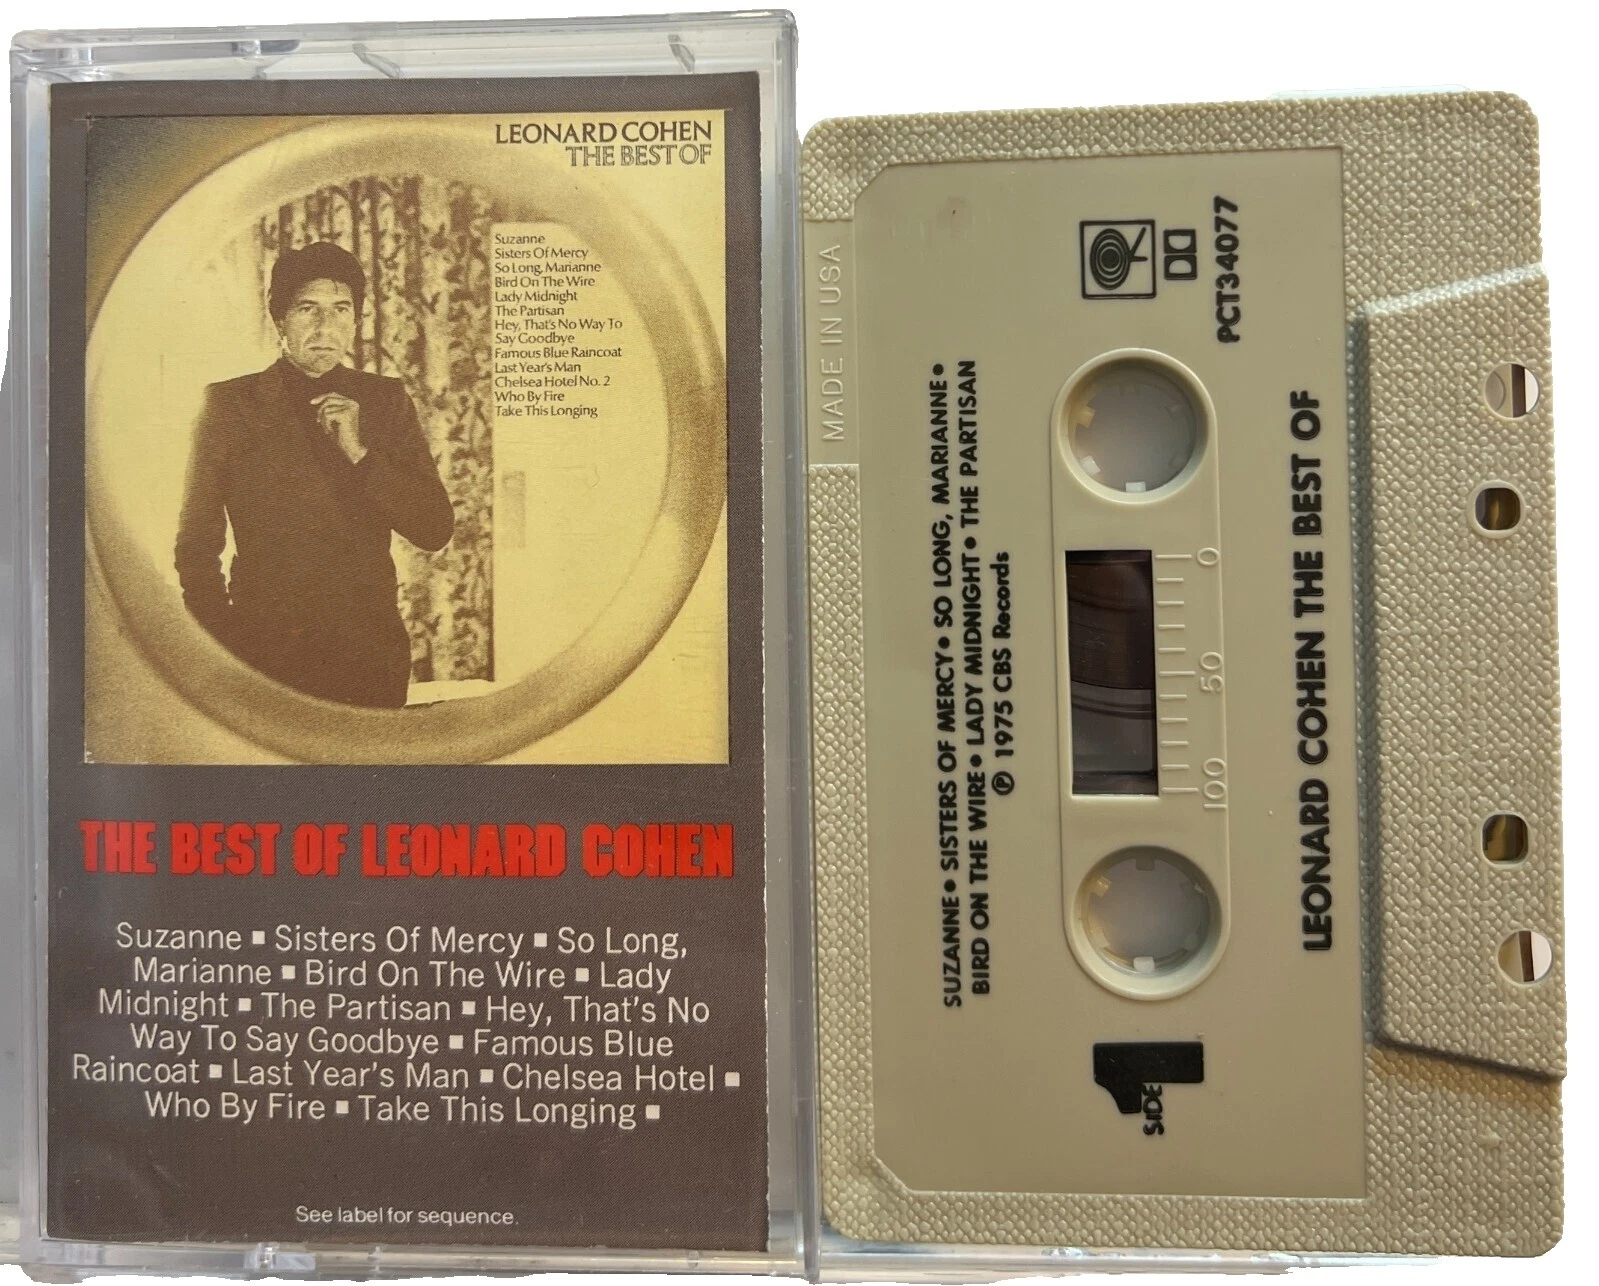 LEONARD COHEN
THE BEST OF
Suzanne
Sisters Of Mercy
So Long, Marianne
Bird On The Wire
Lady Midnight
The Partisan
Hey, That's No Way To
Say Goodbye
Famous Blue Raincoat
Last Year's Man
Chelsea Hotel No. 2
Who By Fire
Take This Longing
THE BEST OF LEONARD COHEN
Suzanne ■ Sisters Of Mercy ■ So Long,
Marianne ■ Bird On The Wire ■ Lady
Midnight ■ The Partisan ■ Hey, That's No
Way To Say Goodbye ■ Famous Blue
Raincoat ■ Last Year's Man ■ Chelsea Hotel ■
Who By Fire ■ Take This Longing ■
See label for sequence.
MADE IN USA
SUZANNE• SISTERS OF MERCY• SO LONG, MARIANNE•
BIRD ON THE WIRE• LADY MIDNIGHT• THE PARTISAN
℗ 1975 CBS Records
100 50 0
SIDE 1
PCT34077
LEONARD COHEN THE BEST OF